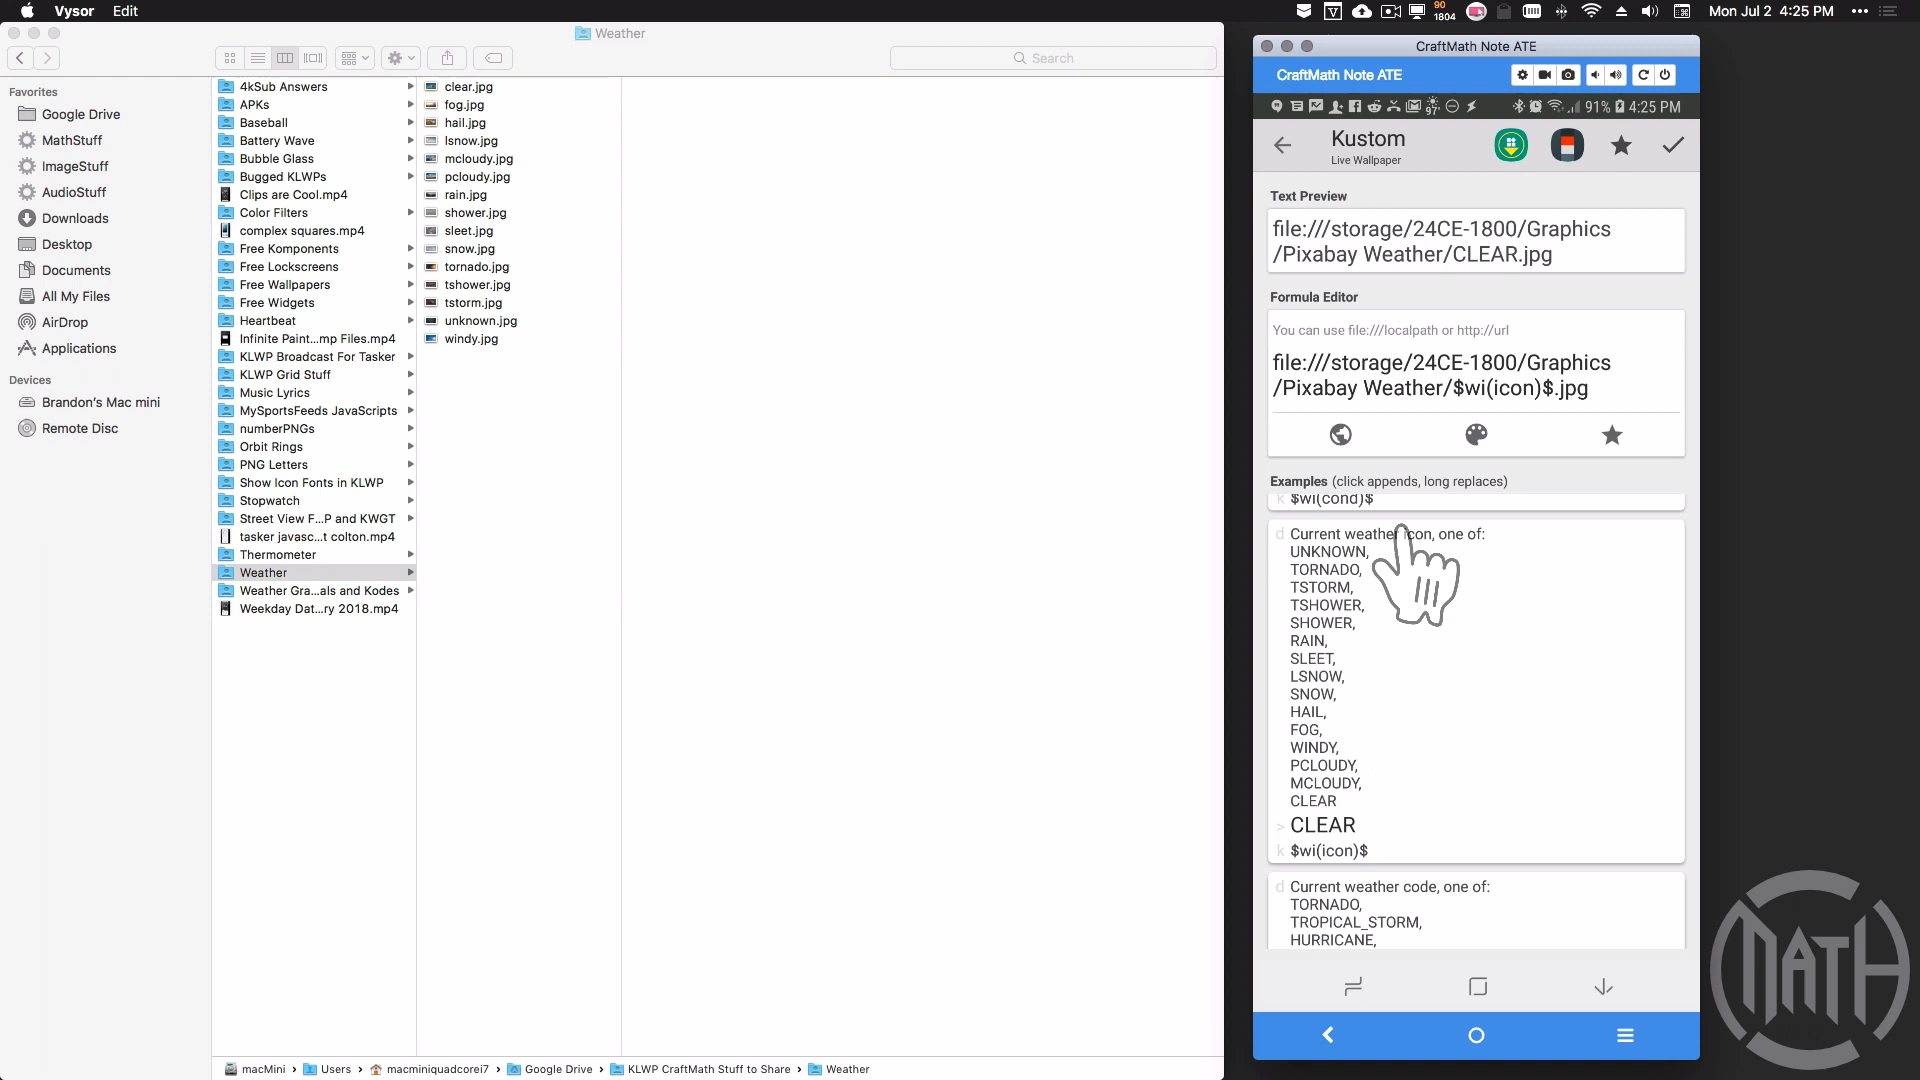 Vysor Edit
90
1804
Mon Jul 2 4:25 PM
Weather
Search
Favorites
Google Drive
MathStuff
ImageStuff
AudioStuff
Downloads
Desktop
Documents
All My Files
AirDrop
Applications
Devices
Brandon’s Mac mini
Remote Disc
4kSub Answers
APKs
Baseball
Battery Wave
Bubble Glass
Bugged KLWPs
Clips are Cool.mp4
Color Filters
complex squares.mp4
Free Komponents
Free Lockscreens
Free Wallpapers
Free Widgets
Heartbeat
Infinite Paint...mp Files.mp4
KLWP Broadcast For Tasker
KLWP Grid Stuff
Music Lyrics
MySportsFeeds JavaScripts
numberPNGs
Orbit Rings
PNG Letters
Show Icon Fonts in KLWP
Stopwatch
Street View F...P and KWGT
tasker javasc...t colton.mp4
Thermometer
Weather
Weather Gra...als and Kodes
Weekday Dat...ry 2018.mp4
clear.jpg
fog.jpg
hail.jpg
lsnow.jpg
mcloudy.jpg
pcloudy.jpg
rain.jpg
shower.jpg
sleet.jpg
snow.jpg
tornado.jpg
tshower.jpg
tstorm.jpg
unknown.jpg
windy.jpg
macMini › Users › macminiquadcorei7 › Google Drive › KLWP CraftMath Stuff to Share › Weather
CraftMath Note ATE
CraftMath Note ATE
97 91% 4:25 PM
Kustom
Live Wallpaper
Text Preview
file:///storage/24CE-1800/Graphics
/Pixabay Weather/CLEAR.jpg
Formula Editor
You can use file:///localpath or http://url
file:///storage/24CE-1800/Graphics
/Pixabay Weather/$wi(icon)$.jpg
Examples (click appends, long replaces)
k $wi(cond)$
d Current weather icon, one of:
UNKNOWN,
TORNADO,
TSTORM,
TSHOWER,
SHOWER,
RAIN,
SLEET,
LSNOW,
SNOW,
HAIL,
FOG,
WINDY,
PCLOUDY,
MCLOUDY,
CLEAR
> CLEAR
k $wi(icon)$
d Current weather code, one of:
TORNADO,
TROPICAL_STORM,
HURRICANE,
MATH